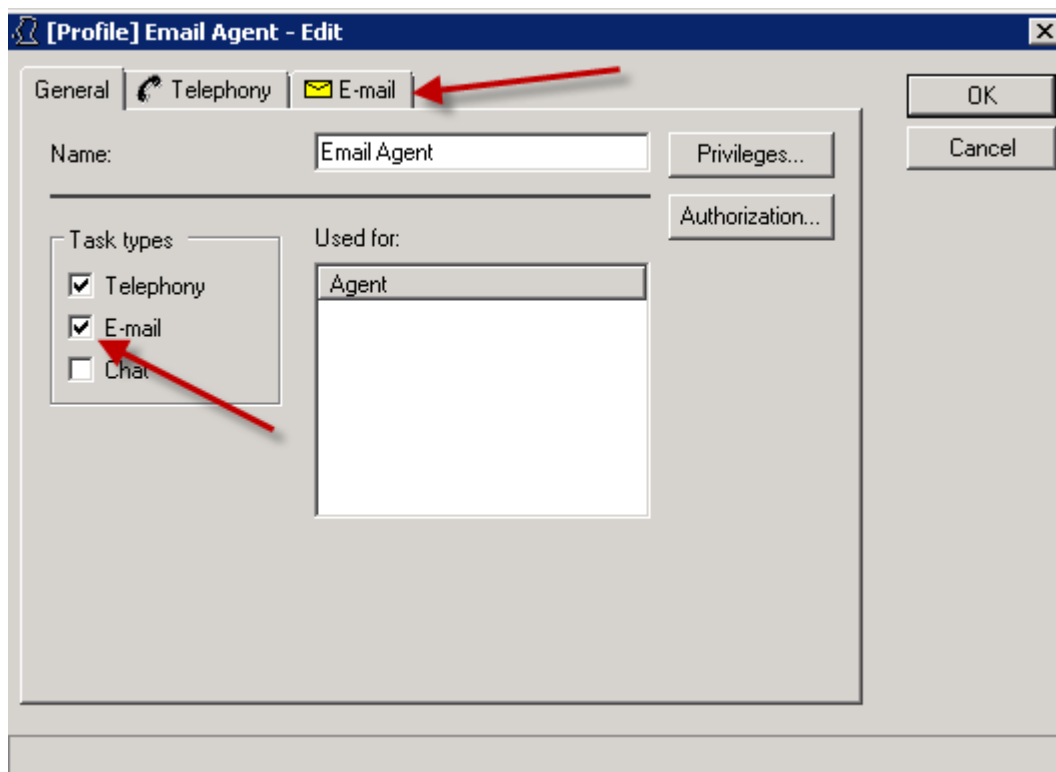 [Profile] Email Agent - Edit
General Telephony E-mail
OK
Name: Email Agent Privileges... Cancel
Authorization...
Task types Used for:
Telephony Agent
E-mail
Chat